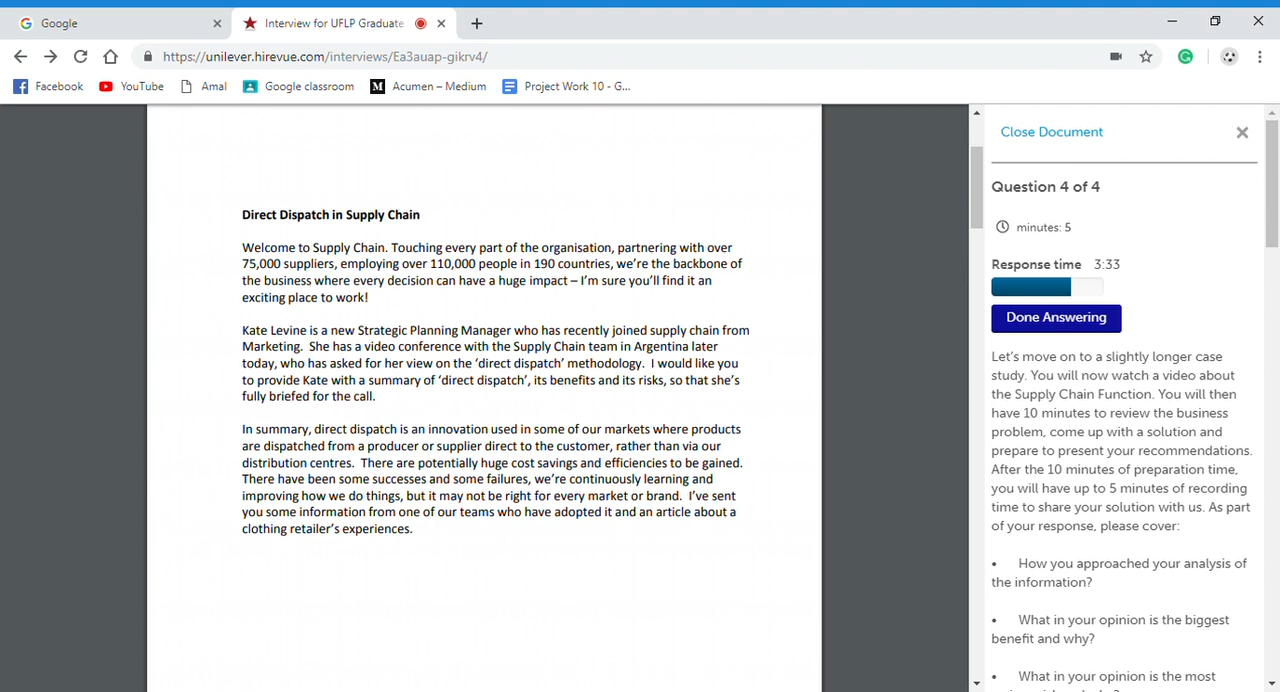 Google
Interview for UFLP Graduate
https://unilever.hirevue.com/interviews/Ea3auap-gikrv4/
Facebook
YouTube
Amal
Google classroom
M Acumen – Medium
Project Work 10 - G...
Direct Dispatch in Supply Chain
Welcome to Supply Chain. Touching every part of the organisation, partnering with over
75,000 suppliers, employing over 110,000 people in 190 countries, we’re the backbone of
the business where every decision can have a huge impact – I’m sure you’ll find it an
exciting place to work!
Kate Levine is a new Strategic Planning Manager who has recently joined supply chain from
Marketing. She has a video conference with the Supply Chain team in Argentina later
today, who has asked for her view on the ‘direct dispatch’ methodology. I would like you
to provide Kate with a summary of ‘direct dispatch’, its benefits and its risks, so that she’s
fully briefed for the call.
In summary, direct dispatch is an innovation used in some of our markets where products
are dispatched from a producer or supplier direct to the customer, rather than via our
distribution centres. There are potentially huge cost savings and efficiencies to be gained.
There have been some successes and some failures, we’re continuously learning and
improving how we do things, but it may not be right for every market or brand. I’ve sent
you some information from one of our teams who have adopted it and an article about a
clothing retailer’s experiences.
Close Document
Question 4 of 4
minutes: 5
Response time 3:33
Done Answering
Let’s move on to a slightly longer case
study. You will now watch a video about
the Supply Chain Function. You will then
have 10 minutes to review the business
problem, come up with a solution and
prepare to present your recommendations.
After the 10 minutes of preparation time,
you will have up to 5 minutes of recording
time to share your solution with us. As part
of your response, please cover:
• How you approached your analysis of
the information?
• What in your opinion is the biggest
benefit and why?
• What in your opinion is the most